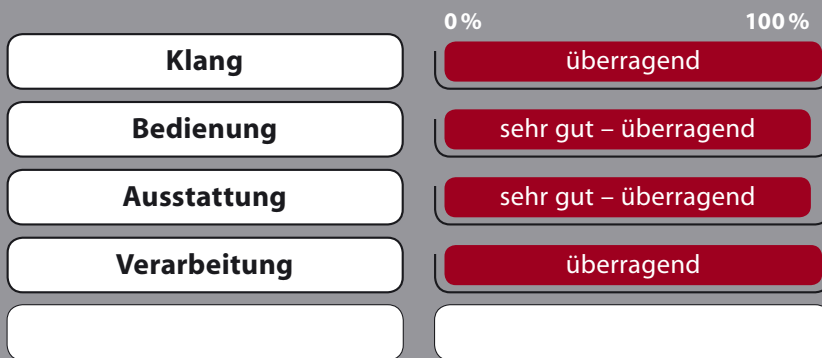 0 % 100 %
Klang überragend
Bedienung sehr gut – überragend
Ausstattung sehr gut – überragend
Verarbeitung überragend